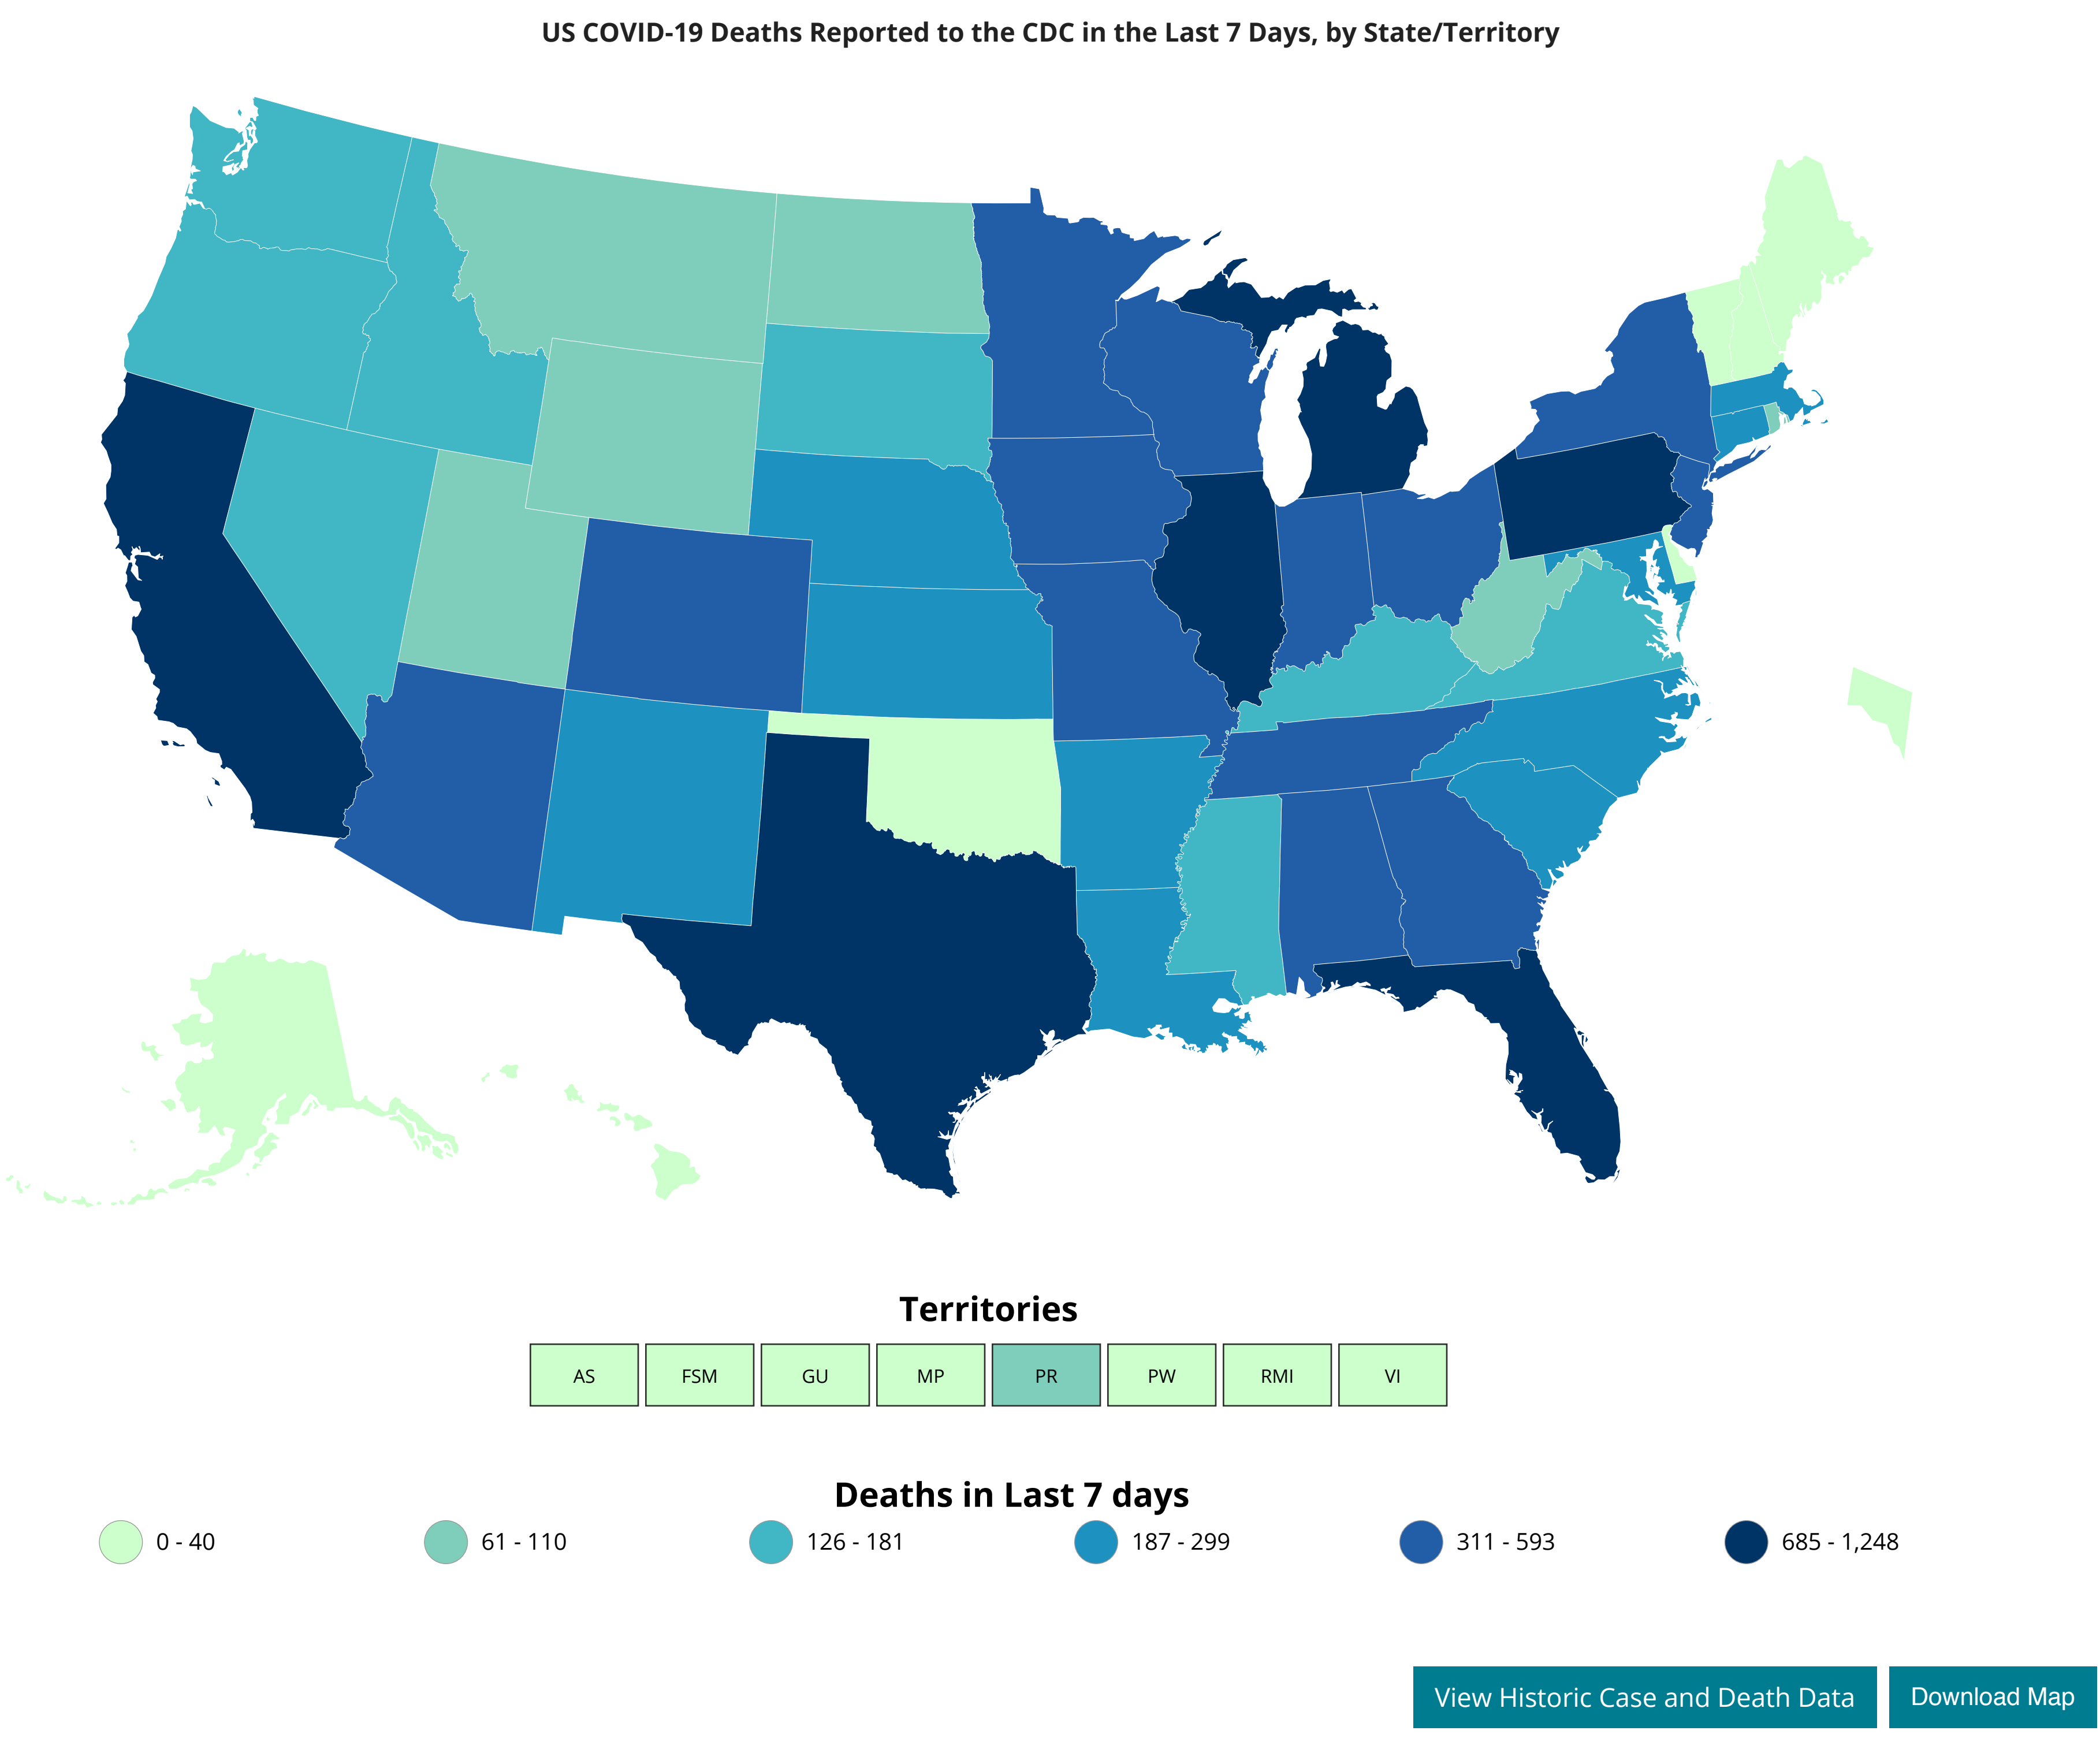 US COVID-19 Deaths Reported to the CDC in the Last 7 Days, by State/Territory
Territories
AS FSM GU MP PR PW RMI VI
Deaths in Last 7 days
0 - 40 61 - 110 126 - 181 187 - 299 311 - 593 685 - 1,248
View Historic Case and Death Data Download Map